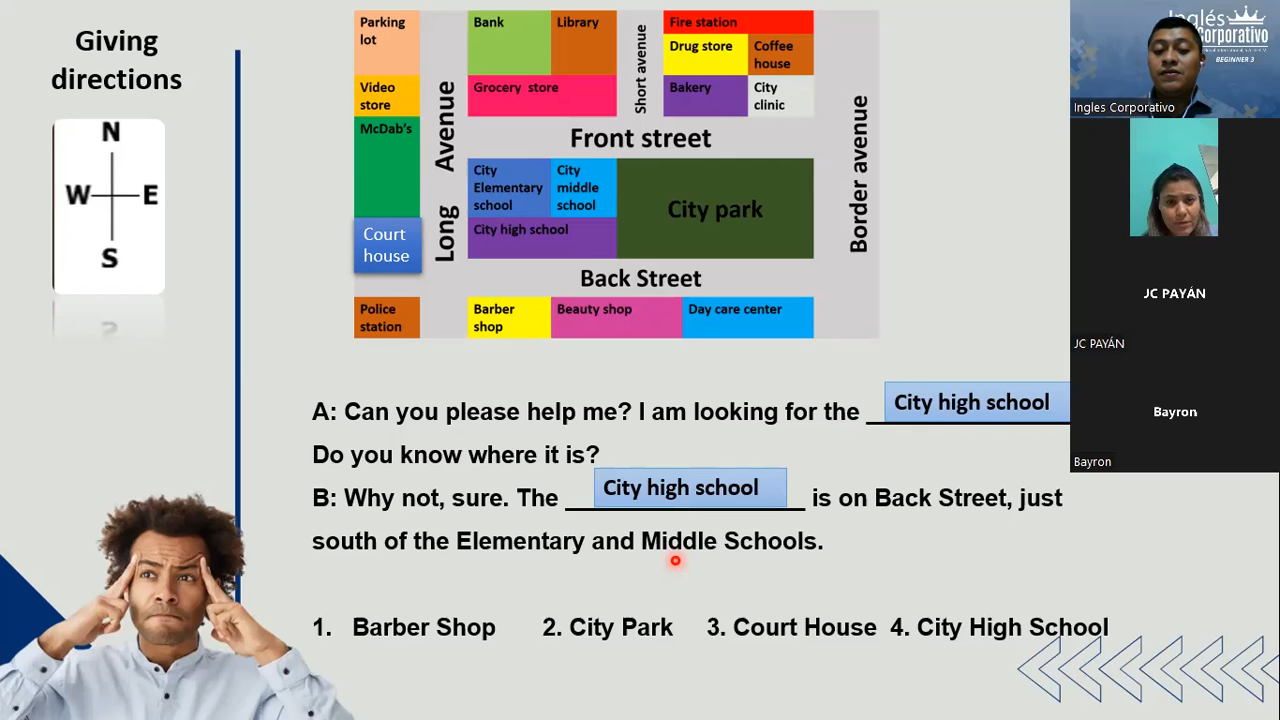 Giving
directions
N
W E
S
Parking
lot
Video
store
McDab's
Court
house
Police
station
Long Avenue
Bank
Library
Grocery store
Short avenue
Fire station
Drug store
Coffee
house
Bakery
City
clinic
Front street
City
Elementary
school
City
middle
school
City high school
City park
Border avenue
Back Street
Barber
shop
Beauty shop
Day care center
A: Can you please help me? I am looking for the City high school
Do you know where it is?
B: Why not, sure. The City high school is on Back Street, just
south of the Elementary and Middle Schools.
1. Barber Shop 2. City Park 3. Court House 4. City High School
Inglés
Corporativo
BEGINNER 3
Ingles Corporativo
JC PAYÁN
JC PAYÁN
Bayron
Bayron